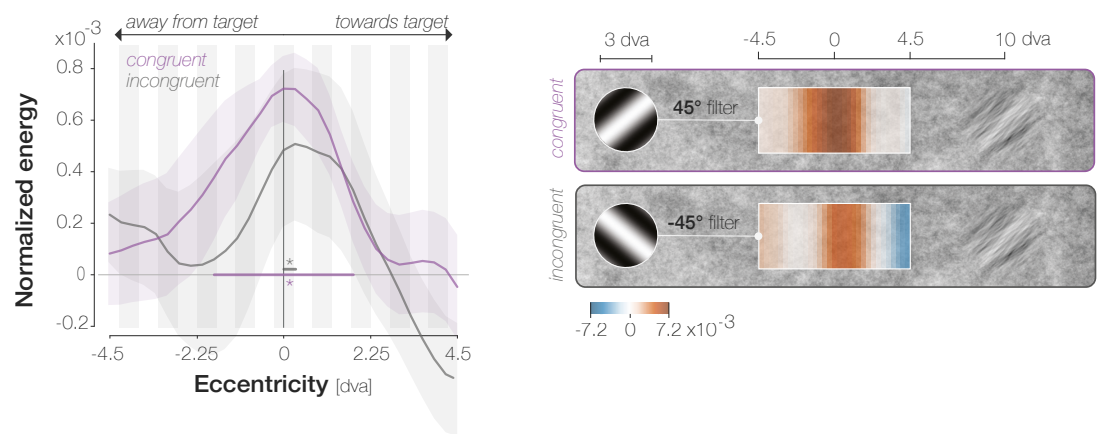 away from target towards target
x10-3
congruent
incongruent
0.8
0.6
0.4
0.2
0
-0.2
Normalized energy
*
*
-4.5 -2.25 0 2.25 4.5
Eccentricity [dva]
3 dva -4.5 0 4.5 10 dva
congruent
45° filter
incongruent
-45° filter
-7.2 0 7.2 x10-3